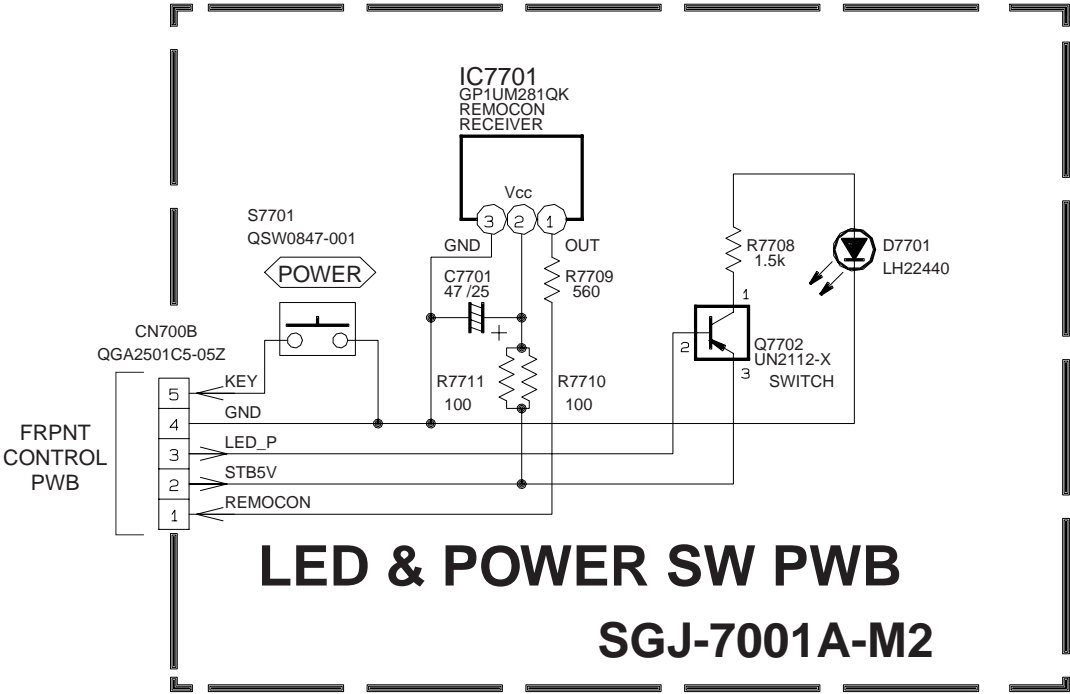 IC7701
GP1UM281QK
REMOCON
RECEIVER
Vcc
3 2 1
GND OUT
S7701
QSW0847-001
POWER
C7701
47 /25
+
R7709
560
R7708
1.5k
D7701
LH22440
1
2
3
Q7702
UN2112-X
SWITCH
R7711
100
R7710
100
CN700B
QGA2501C5-05Z
FRPNT
CONTROL
PWB
5 KEY
4 GND
3 LED_P
2 STB5V
1 REMOCON
LED & POWER SW PWB
SGJ-7001A-M2